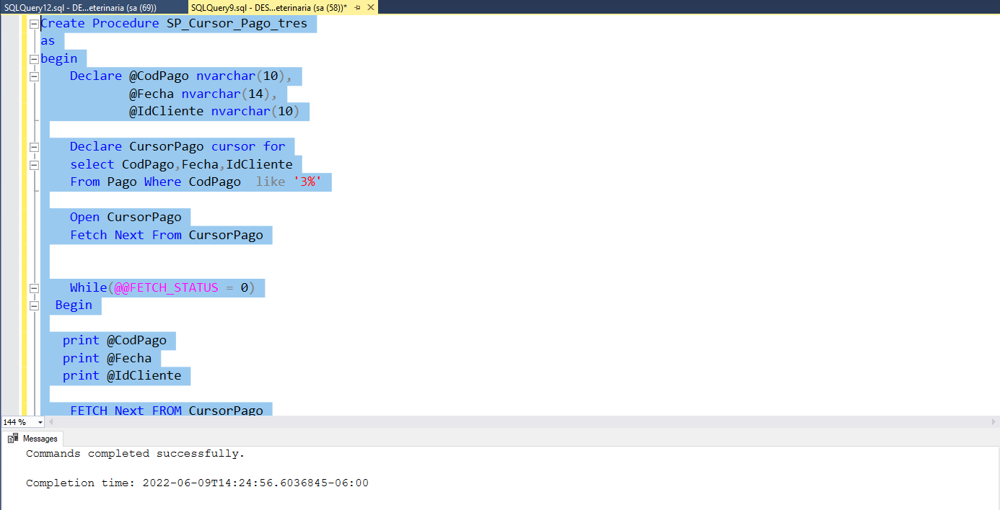 SQLQuery12.sql - DE...eterinaria (sa (69))
SQLQuery9.sql - DES...eterinaria (sa (58))*
Create Procedure SP_Cursor_Pago_tres
as
begin
Declare @CodPago nvarchar(10),
@Fecha nvarchar(14),
@IdCliente nvarchar(10)
Declare CursorPago cursor for
select CodPago,Fecha,IdCliente
From Pago Where CodPago  like '3%'
Open CursorPago
Fetch Next From CursorPago
While(@@FETCH_STATUS = 0)
Begin
print @CodPago
print @Fecha
print @IdCliente
FETCH Next FROM CursorPago
144 %
Messages
Commands completed successfully.
Completion time: 2022-06-09T14:24:56.6036845-06:00